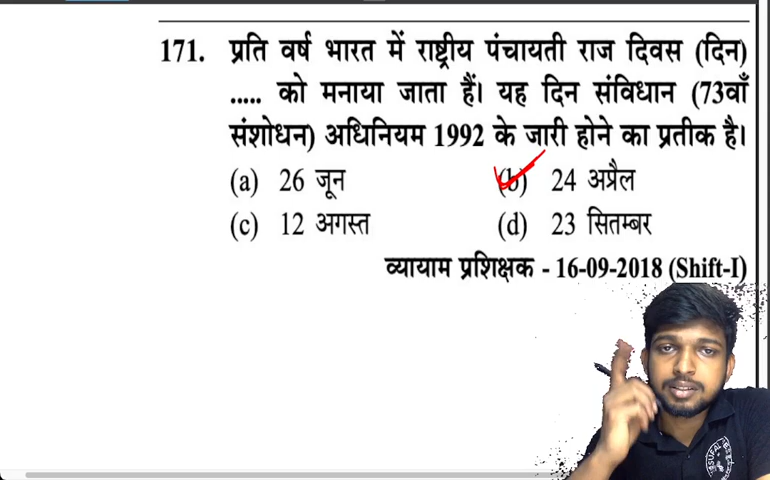 171. प्रति वर्ष भारत में राष्ट्रीय पंचायती राज दिवस (दिन)
..... को मनाया जाता हैं। यह दिन संविधान (73वाँ
संशोधन) अधिनियम 1992 के जारी होने का प्रतीक है।
(a) 26 जून (b) 24 अप्रैल
(c) 12 अगस्त (d) 23 सितम्बर
व्यायाम प्रशिक्षक - 16-09-2018 (Shift-I)